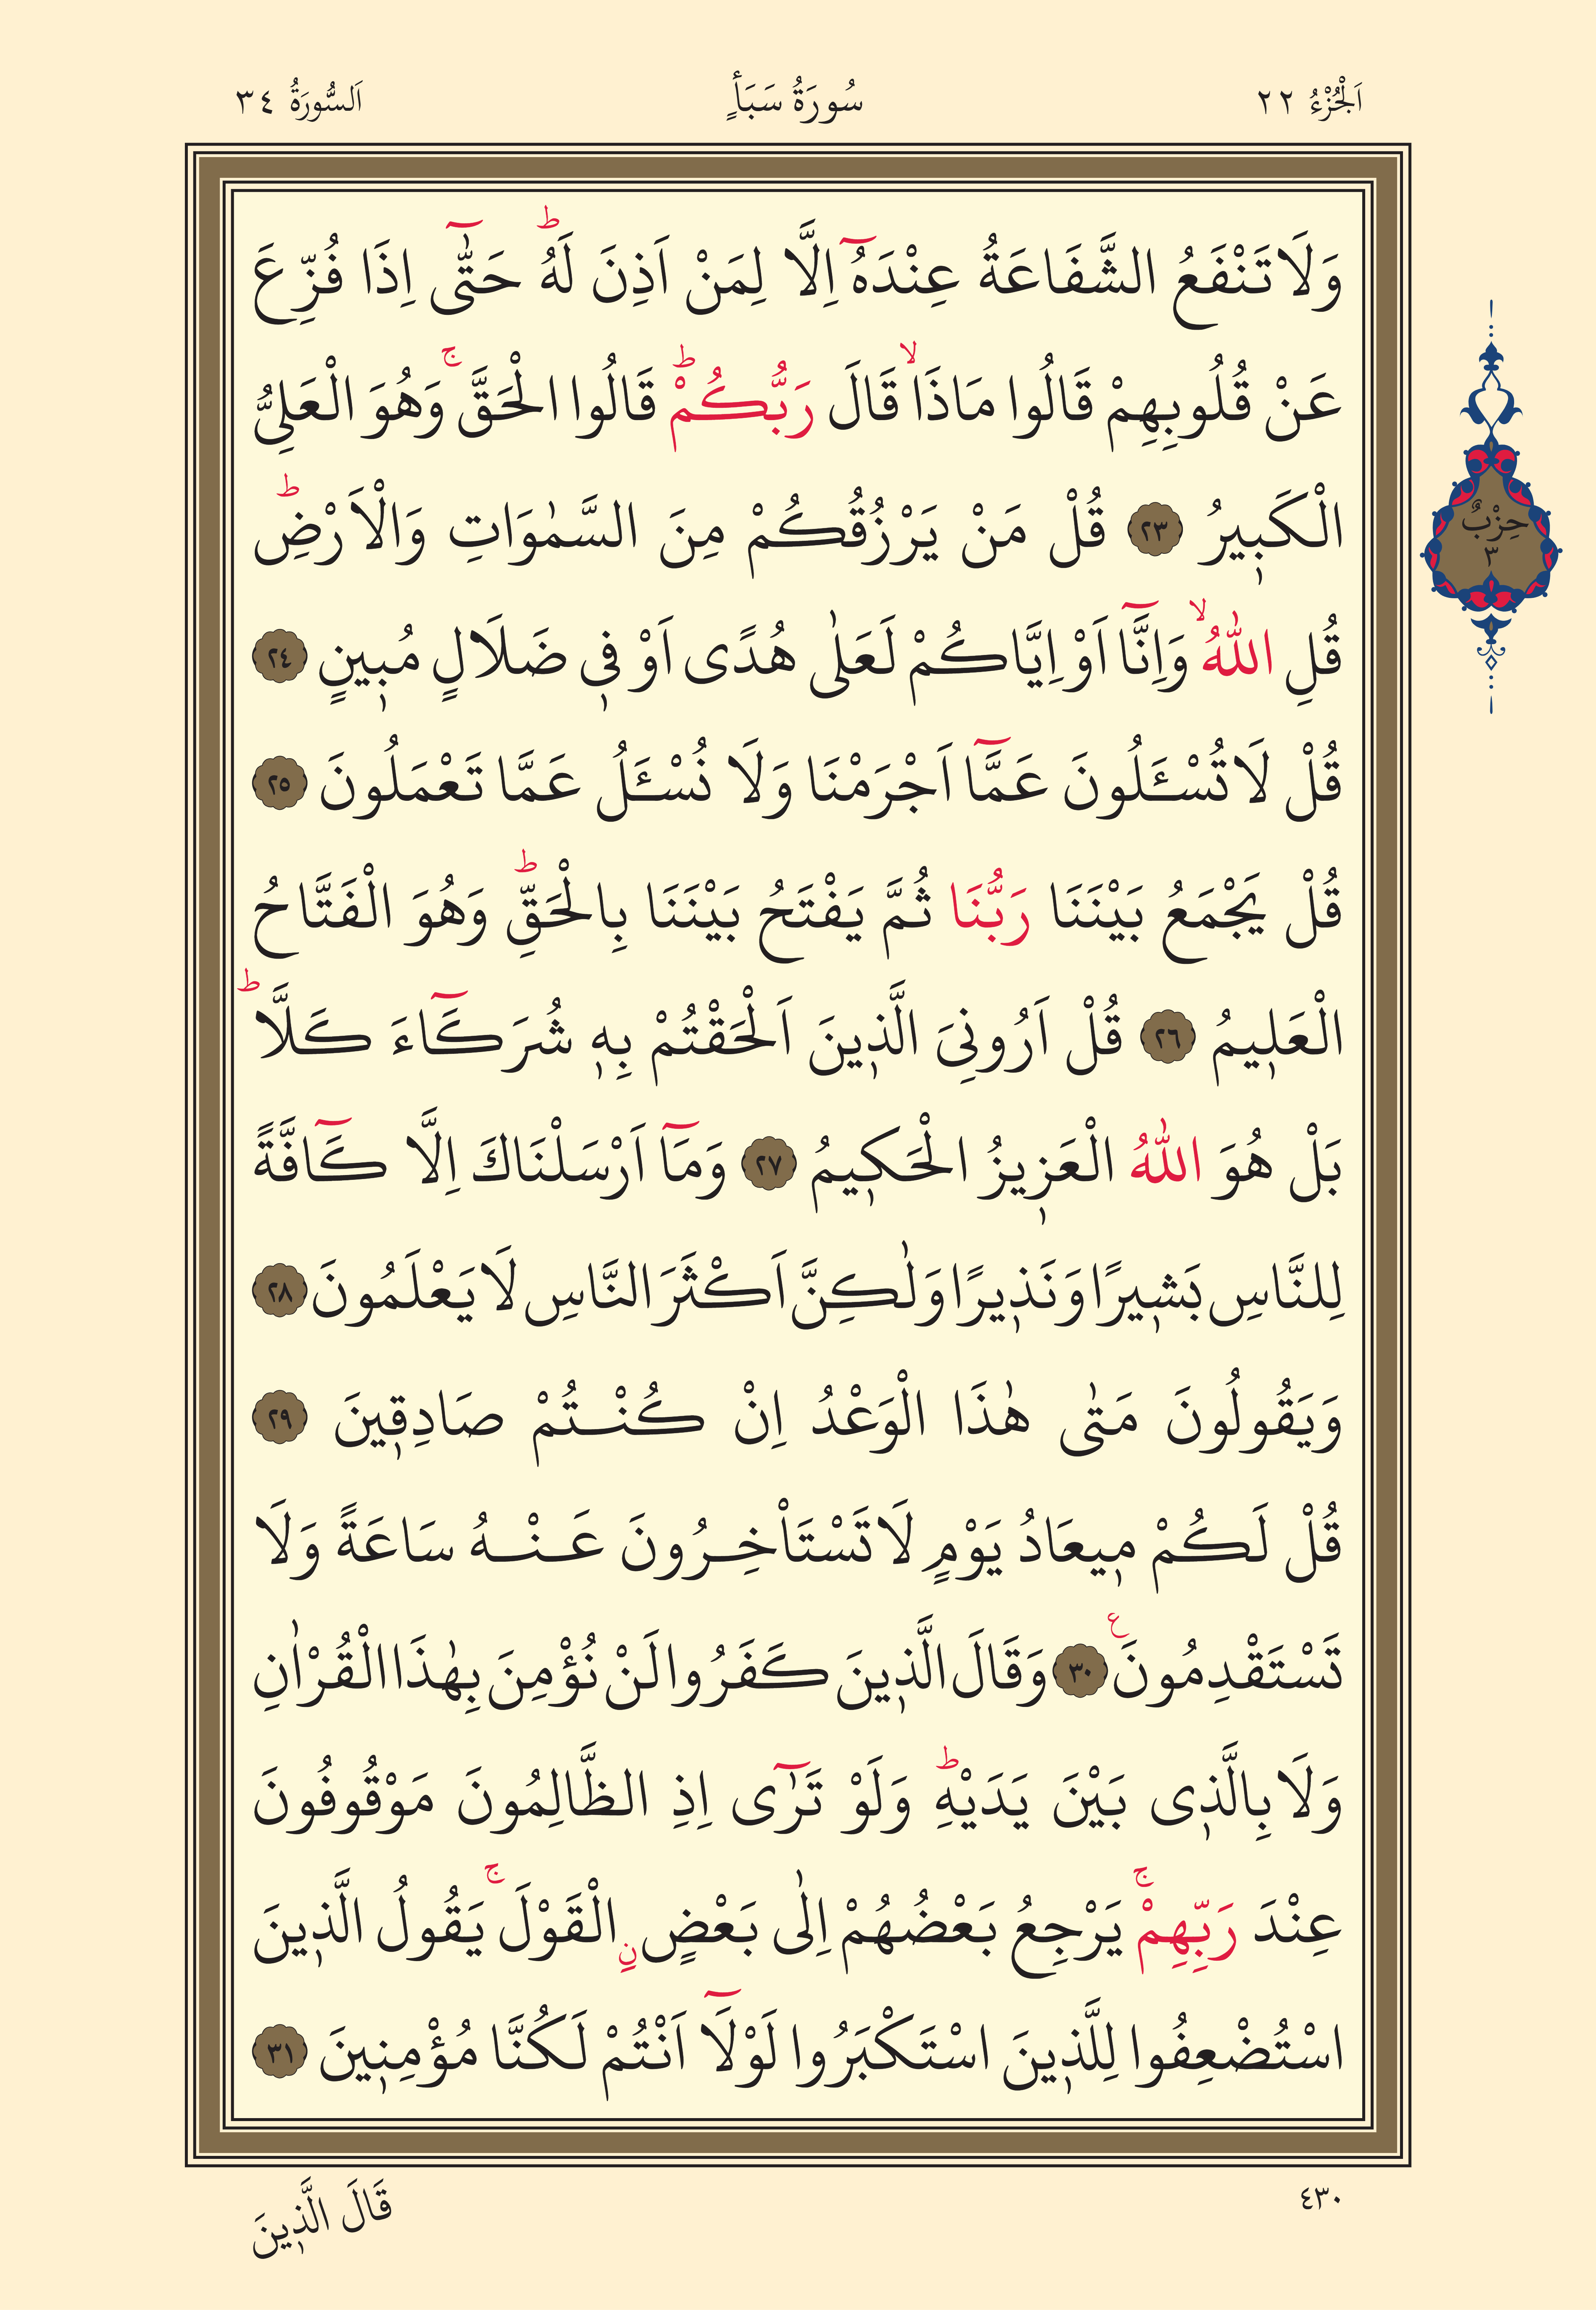 اَلْجُزْءُ ٢٢
سُورَةُ سَبَأٍ
اَلسُّورَةُ ٣٤
وَلَا تَنْفَعُ الشَّفَاعَةُ عِنْدَهُٓ اِلَّا لِمَنْ اَذِنَ لَهُۜ حَتّٰٓى اِذَا فُزِّعَ
عَنْ قُلُوبِهِمْ قَالُوا مَاذَاۙ قَالَ رَبُّكُمْۜ قَالُوا الْحَقَّۚ وَهُوَ الْعَلِيُّ
الْكَب۪يرُ ﴿٢٣﴾ قُلْ مَنْ يَرْزُقُكُمْ مِنَ السَّمٰوَاتِ وَالْاَرْضِۜ
قُلِ اللّٰهُۙ وَاِنَّٓا اَوْ اِيَّاكُمْ لَعَلٰى هُدًى اَوْ ف۪ي ضَلَالٍ مُب۪ينٍ ﴿٢٤﴾
قُلْ لَا تُسْـَٔلُونَ عَمَّٓا اَجْرَمْنَا وَلَا نُسْـَٔلُ عَمَّا تَعْمَلُونَ ﴿٢٥﴾
قُلْ يَجْمَعُ بَيْنَنَا رَبُّنَا ثُمَّ يَفْتَحُ بَيْنَنَا بِالْحَقِّۜ وَهُوَ الْفَتَّاحُ
الْعَل۪يمُ ﴿٢٦﴾ قُلْ اَرُونِيَ الَّذ۪ينَ اَلْحَقْتُمْ بِه۪ شُرَكَٓاءَ كَلَّاۜ
بَلْ هُوَ اللّٰهُ الْعَز۪يزُ الْحَك۪يمُ ﴿٢٧﴾ وَمَٓا اَرْسَلْنَاكَ اِلَّا كَٓافَّةً
لِلنَّاسِ بَش۪يرًا وَنَذ۪يرًا وَلٰكِنَّ اَكْثَرَ النَّاسِ لَا يَعْلَمُونَ ﴿٢٨﴾
وَيَقُولُونَ مَتٰى هٰذَا الْوَعْدُ اِنْ كُنْتُمْ صَادِق۪ينَ ﴿٢٩﴾
قُلْ لَكُمْ م۪يعَادُ يَوْمٍ لَا تَسْتَأْخِرُونَ عَنْهُ سَاعَةً وَلَا
تَسْتَقْدِمُونَ ع ﴿٣٠﴾ وَقَالَ الَّذ۪ينَ كَفَرُوا لَنْ نُؤْمِنَ بِهٰذَا الْقُرْاٰنِ
وَلَا بِالَّذ۪ي بَيْنَ يَدَيْهِۜ وَلَوْ تَرٰٓى اِذِ الظَّالِمُونَ مَوْقُوفُونَ
عِنْدَ رَبِّهِمْۚ يَرْجِعُ بَعْضُهُمْ اِلٰى بَعْضٍ نِ الْقَوْلَۚ يَقُولُ الَّذ۪ينَ
اسْتُضْعِفُوا لِلَّذ۪ينَ اسْتَكْبَرُوا لَوْلَٓا اَنْتُمْ لَكُنَّا مُؤْمِن۪ينَ ﴿٣١﴾
حِزْبٌ
٣
٤٣٠
قَالَ الَّذ۪ينَ